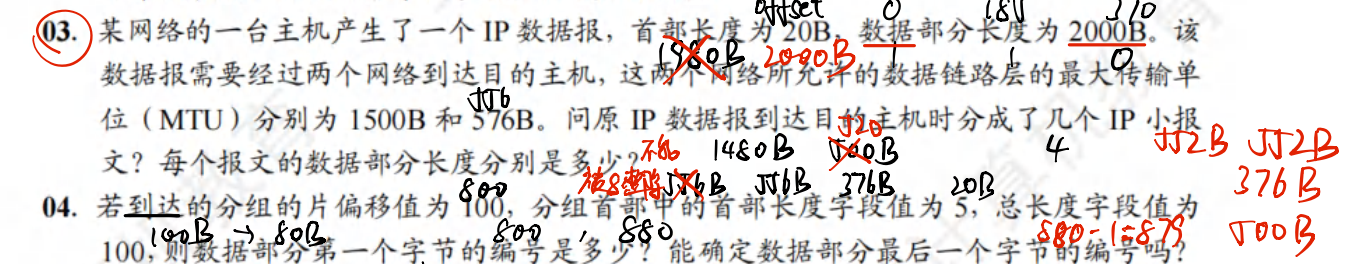 offset 0 185 370
03. 某网络的一台主机产生了一个 IP 数据报，首部长度为 20B，数据部分长度为 2000B。该
1980B 2000B 1 1 0
数据报需要经过两个网络到达目的主机，这两个网络所允许的数据链路层的最大传输单
556
位（MTU）分别为 1500B 和 576B。问原 IP 数据报到达目的主机时分成了几个 IP 小报
520
文？每个报文的数据部分长度分别是多少？
不能 1480B 500B 4 552B 552B
被8整除 556B 556B 376B 20B 376B
800
04. 若到达的分组的片偏移值为 100，分组首部中的首部长度字段值为 5，总长度字段值为
100B → 80B 800 , 880 880-1=879 500B
100，则数据部分第一个字节的编号是多少？能确定数据部分最后一个字节的编号吗？